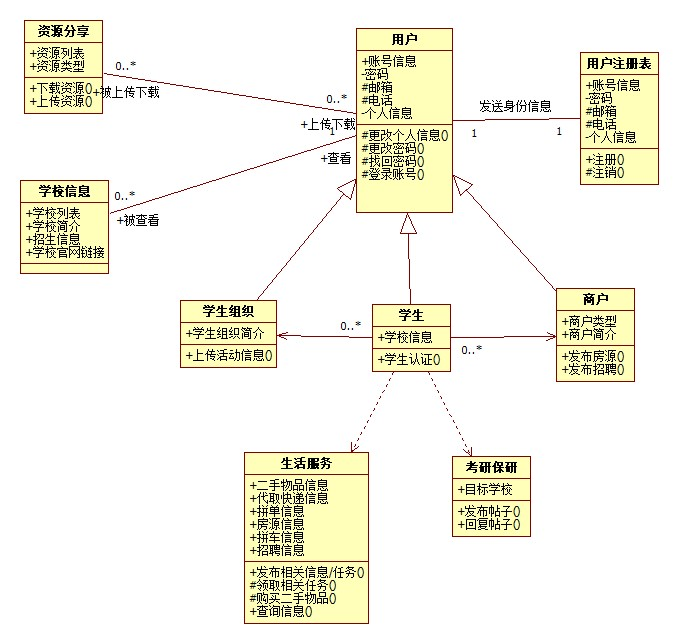 资源分享
+资源列表
+资源类型
+下载资源()
+上传资源()
0..*
+被上传下载
用户
+账号信息
-密码
#邮箱
#电话
-个人信息
#更改个人信息()
#更改密码()
#找回密码()
#登录账号()
0..*
+上传下载
1
+查看
发送身份信息
1
1
用户注册表
+账号信息
-密码
#邮箱
#电话
-个人信息
+注册()
#注销()
学校信息
+学校列表
+学校简介
+招生信息
+学校官网链接
0..*
+被查看
学生组织
+学生组织简介
+上传活动信息()
0..*
学生
+学校信息
+学生认证()
0..*
商户
+商户类型
+商户简介
+发布房源()
+发布招聘()
生活服务
+二手物品信息
+代取快递信息
+拼单信息
+房源信息
+拼车信息
+招聘信息
+发布相关信息/任务()
#领取相关任务()
#购买二手物品()
+查询信息()
考研保研
+目标学校
+发布帖子()
+回复帖子()